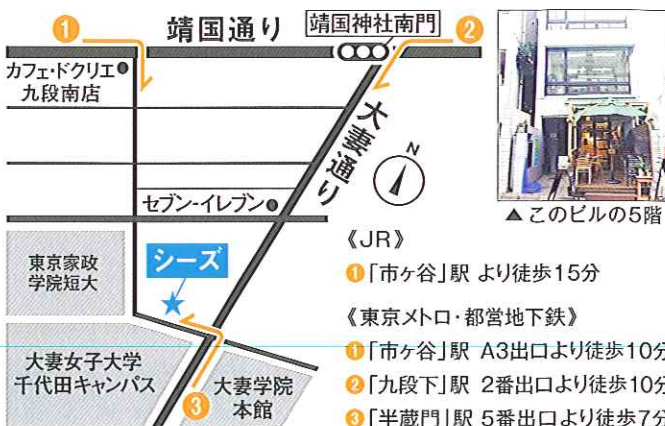 ❶
靖国通り
靖国神社南門
❷
カフェ・ドクリエ
九段南店
大妻通り
N
セブン-イレブン
▲このビルの5階
東京家政
学院短大
シーズ
大妻女子大学
千代田キャンパス
大妻学院
本館
❸
《JR》
❶「市ヶ谷」駅 より徒歩15分
《東京メトロ・都営地下鉄》
❶「市ヶ谷」駅 A3出口より徒歩10分
❷「九段下」駅 2番出口より徒歩10分
❸「半蔵門」駅 5番出口より徒歩7分